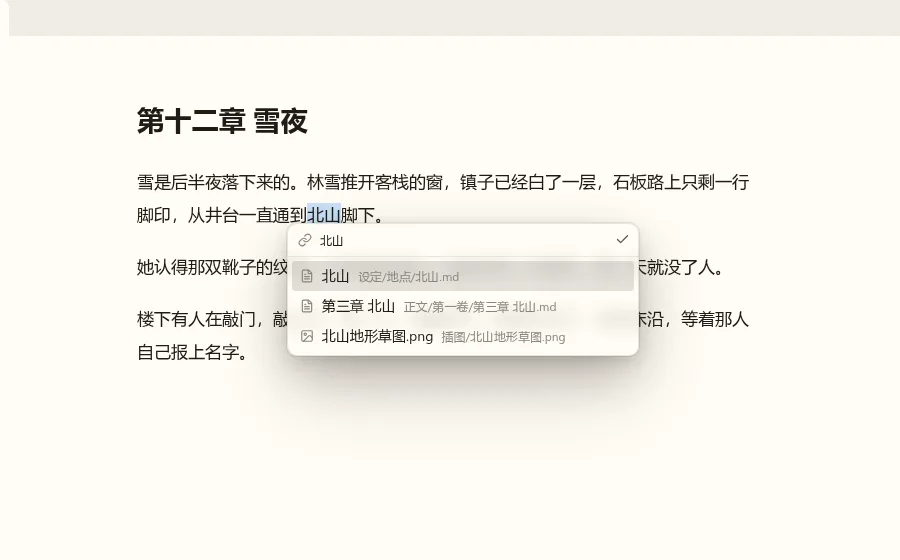 第十二章 雪夜
雪是后半夜落下来的。林雪推开客栈的窗，镇子已经白了一层，石板路上只剩一行
脚印，从井台一直通到北山脚下。
北山
她认得那双靴子的纹
天就没了人。
北山 设定/地点/北山.md
第三章 北山 正文/第一卷/第三章 北山.md
楼下有人在敲门，敲
床沿，等着那人
北山地形草图.png 插图/北山地形草图.png
自己报上名字。